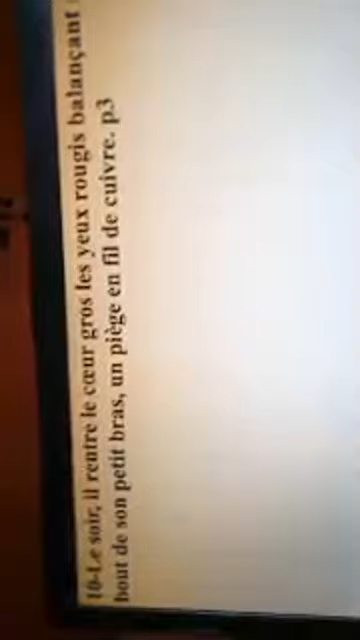 10-Le soir, il rentre le cœur gros les yeux rougis balançant
bout de son petit bras, un piège en fil de cuivre. p3